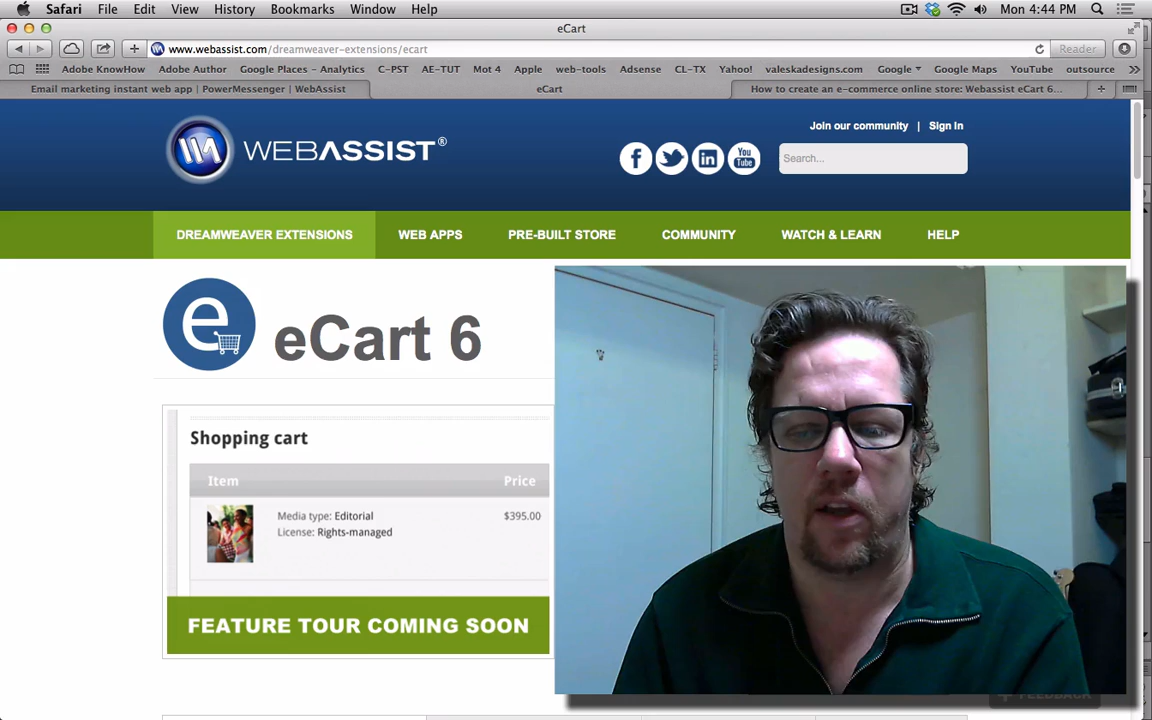 Safari File Edit View History Bookmarks Window Help Mon 4:44 PM
eCart
www.webassist.com/dreamweaver-extensions/ecart Reader
Adobe KnowHow Adobe Author Google Places - Analytics C-PST AE-TUT Mot 4 Apple web-tools Adsense CL-TX Yahoo! valeskadesigns.com Google Google Maps YouTube outsource
Email marketing instant web app | PowerMessenger | WebAssist eCart How to create an e-commerce online store: Webassist eCart 6...
Join our community | Sign In
WEBASSIST®
You Tube
Search...
DREAMWEAVER EXTENSIONS WEB APPS PRE-BUILT STORE COMMUNITY WATCH & LEARN HELP
e eCart 6
Shopping cart
Item Price
Media type: Editorial $395.00
License: Rights-managed
FEATURE TOUR COMING SOON
+ FEEDBACK